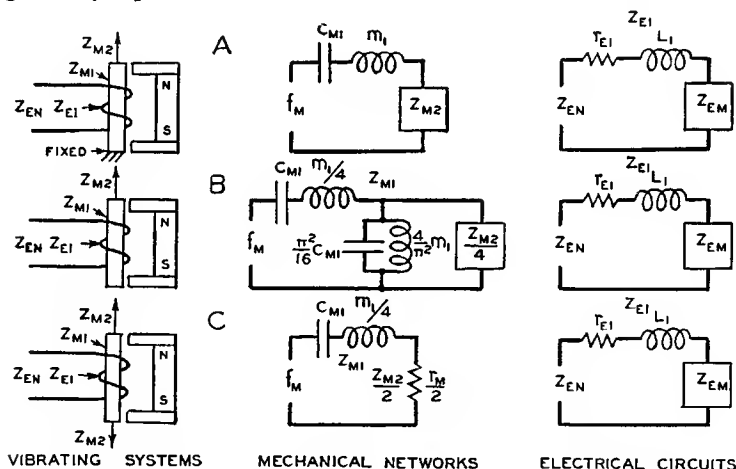 A
Z_M2
Z_M1
Z_EN Z_E1
N
S
FIXED
C_M1 m_1
f_M
Z_M2
Z_E1
r_E1 L_1
Z_EN
Z_EM
B
Z_M2
Z_M1
Z_EN Z_E1
N
S
C_M1 m_1/4 Z_M1
f_M
π²/16 C_M1 4/π² m_1
Z_M2/4
Z_E1
r_E1 L_1
Z_EN
Z_EM
C
Z_M2
Z_M1
Z_EN Z_E1
N
S
Z_M2
C_M1 m_1/4
Z_M1
f_M
Z_M2/2 r_M/2
Z_E1
r_E1 L_1
Z_EN
Z_EM
VIBRATING SYSTEMS MECHANICAL NETWORKS ELECTRICAL CIRCUITS